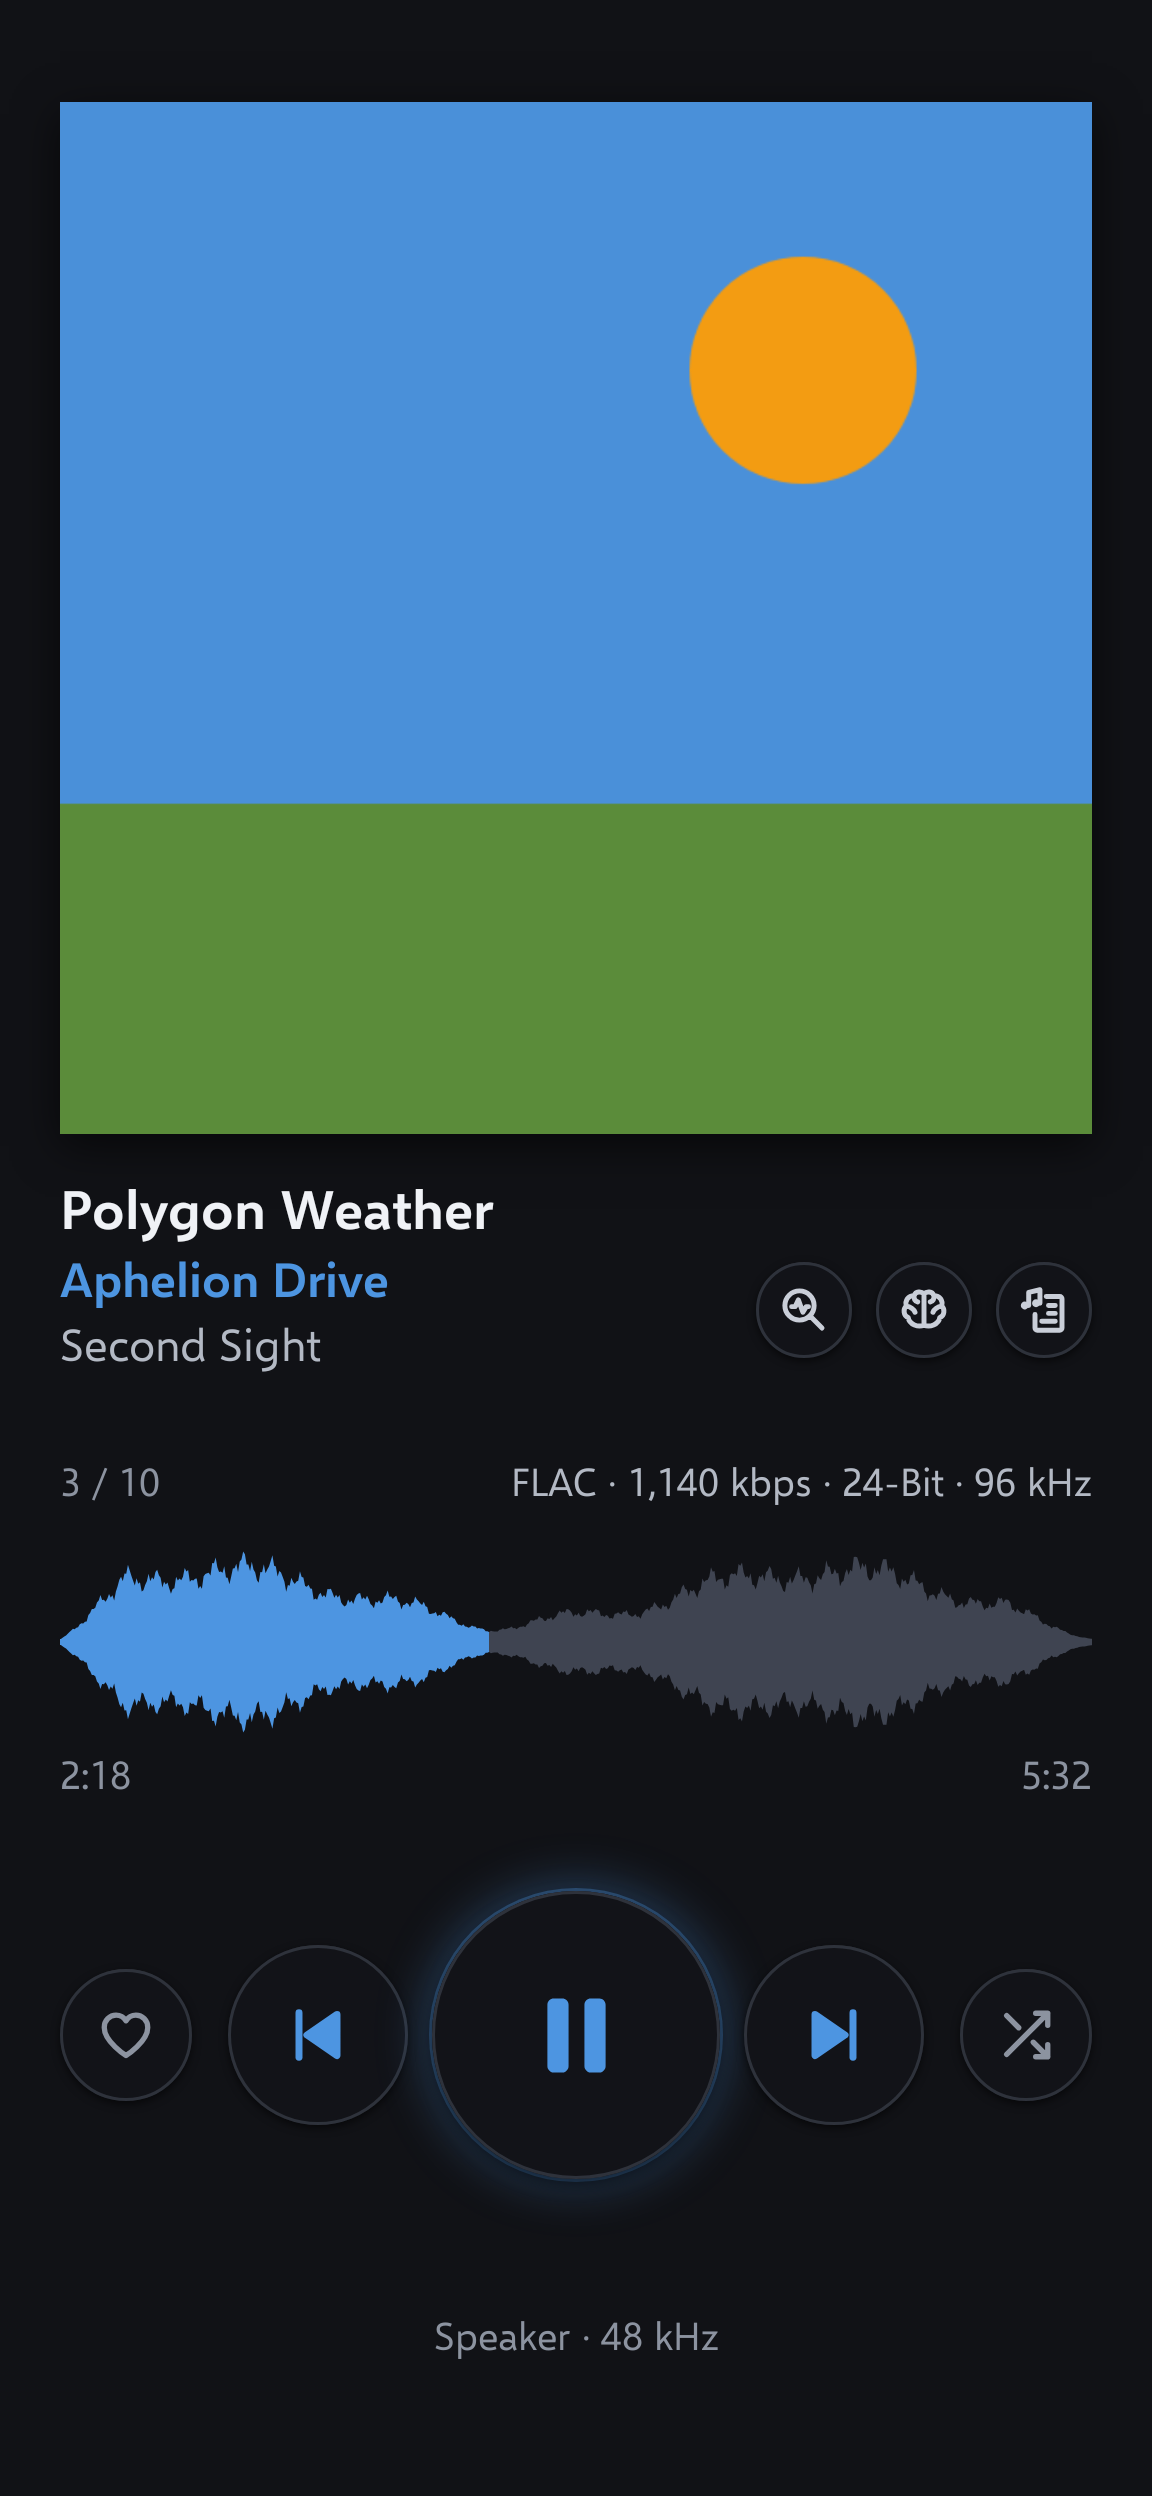 Polygon Weather
Aphelion Drive
Second Sight
3 / 10
FLAC · 1,140 kbps · 24-Bit · 96 kHz
2:18
5:32
Speaker · 48 kHz